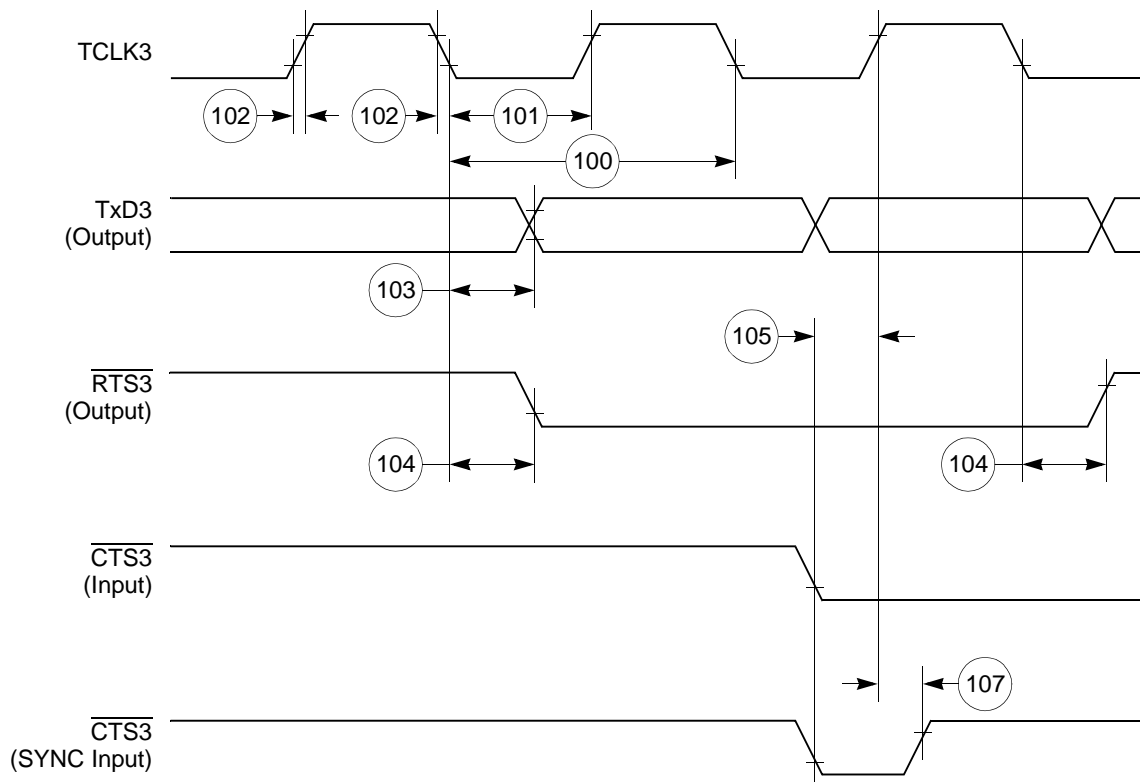 TCLK3
102
102
101
100
TxD3
(Output)
103
105
RTS3
(Output)
104
104
CTS3
(Input)
107
CTS3
(SYNC Input)